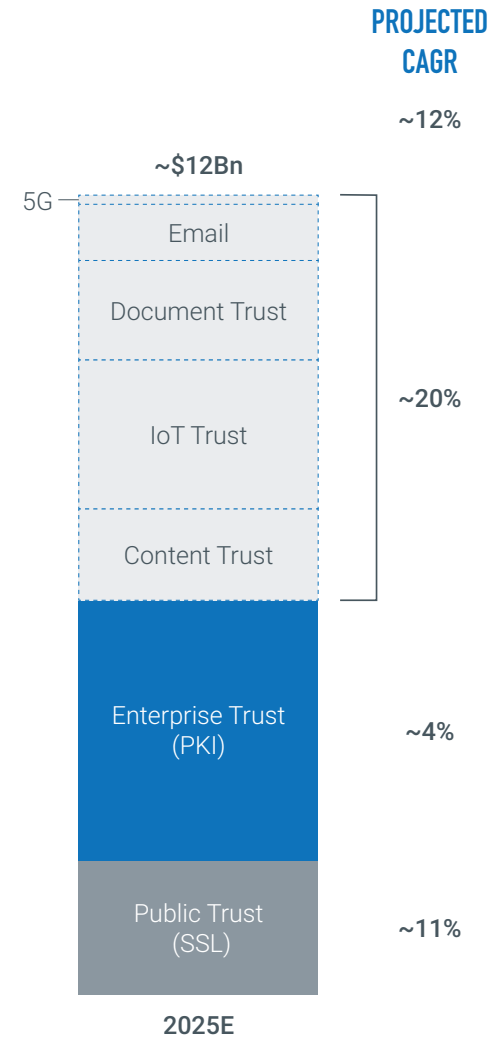 PROJECTED
CAGR
~12%
~$12Bn
5G
Email
Document Trust
~20%
IoT Trust
Content Trust
Enterprise Trust
(PKI)
~4%
Public Trust
(SSL)
~11%
2025E